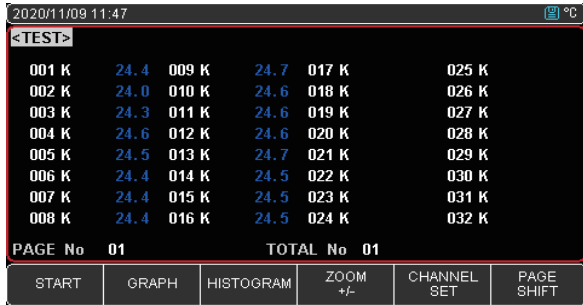 2020/11/09 11:47 °C
<TEST>
001 K 24.4 009 K 24.7 017 K 025 K
002 K 24.0 010 K 24.6 018 K 026 K
003 K 24.3 011 K 24.6 019 K 027 K
004 K 24.6 012 K 24.6 020 K 028 K
005 K 24.5 013 K 24.7 021 K 029 K
006 K 24.4 014 K 24.5 022 K 030 K
007 K 24.4 015 K 24.5 023 K 031 K
008 K 24.4 016 K 24.5 024 K 032 K
PAGE No 01 TOTAL No 01
START GRAPH HISTOGRAM ZOOM +/- CHANNEL SET PAGE SHIFT